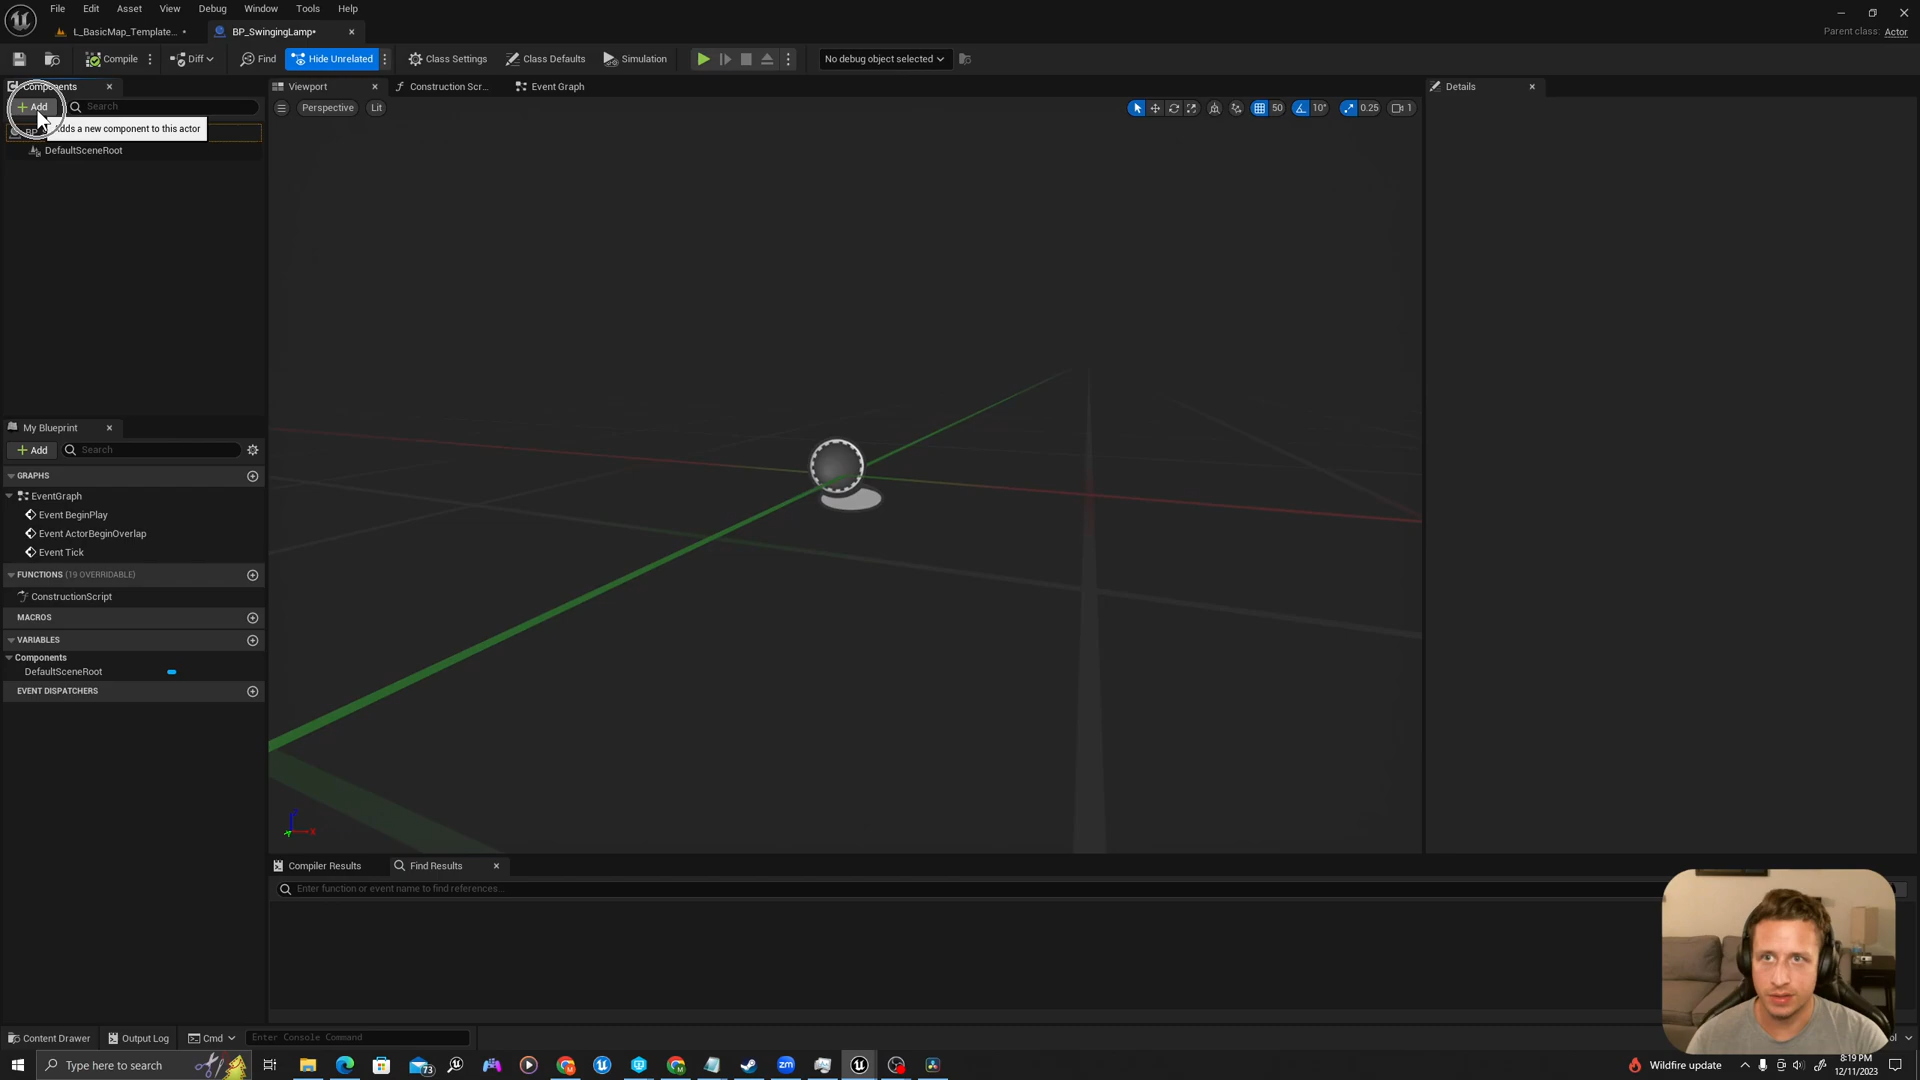 File Edit Asset View Debug Window Tools Help
L_BasicMap_Template... • BP_SwingingLamp•
Parent class: Actor
Compile Diff Find Hide Unrelated Class Settings Class Defaults Simulation No debug object selected
Components
Add Search
Adds a new component to this actor
BP
DefaultSceneRoot
Viewport Construction Scr... Event Graph
Perspective Lit
50 10° 0.25 1
Details
My Blueprint
Add Search
GRAPHS
EventGraph
Event BeginPlay
Event ActorBeginOverlap
Event Tick
FUNCTIONS (19 OVERRIDABLE)
ConstructionScript
MACROS
VARIABLES
Components
DefaultSceneRoot
EVENT DISPATCHERS
X
Compiler Results Find Results
Enter function or event name to find references...
Content Drawer Output Log Cmd Enter Console Command
Type here to search
73
zm
Wildfire update
8:19 PM
12/11/2023